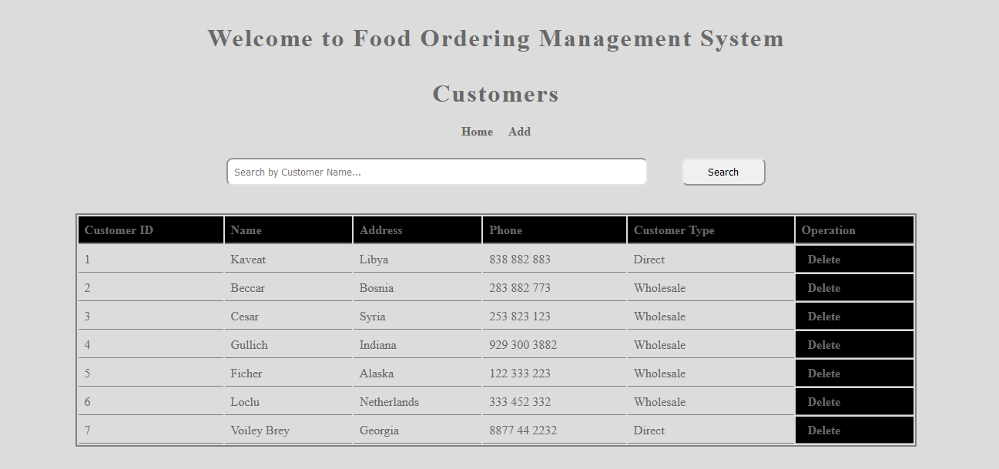 Welcome to Food Ordering Management System
Customers
Home Add
Search by Customer Name... Search
Customer ID Name Address Phone Customer Type Operation
1 Kaveat Libya 838 882 883 Direct Delete
2 Beccar Bosnia 283 882 773 Wholesale Delete
3 Cesar Syria 253 823 123 Wholesale Delete
4 Gullich Indiana 929 300 3882 Wholesale Delete
5 Ficher Alaska 122 333 223 Wholesale Delete
6 Loclu Netherlands 333 452 332 Wholesale Delete
7 Voiley Brey Georgia 8877 44 2232 Direct Delete